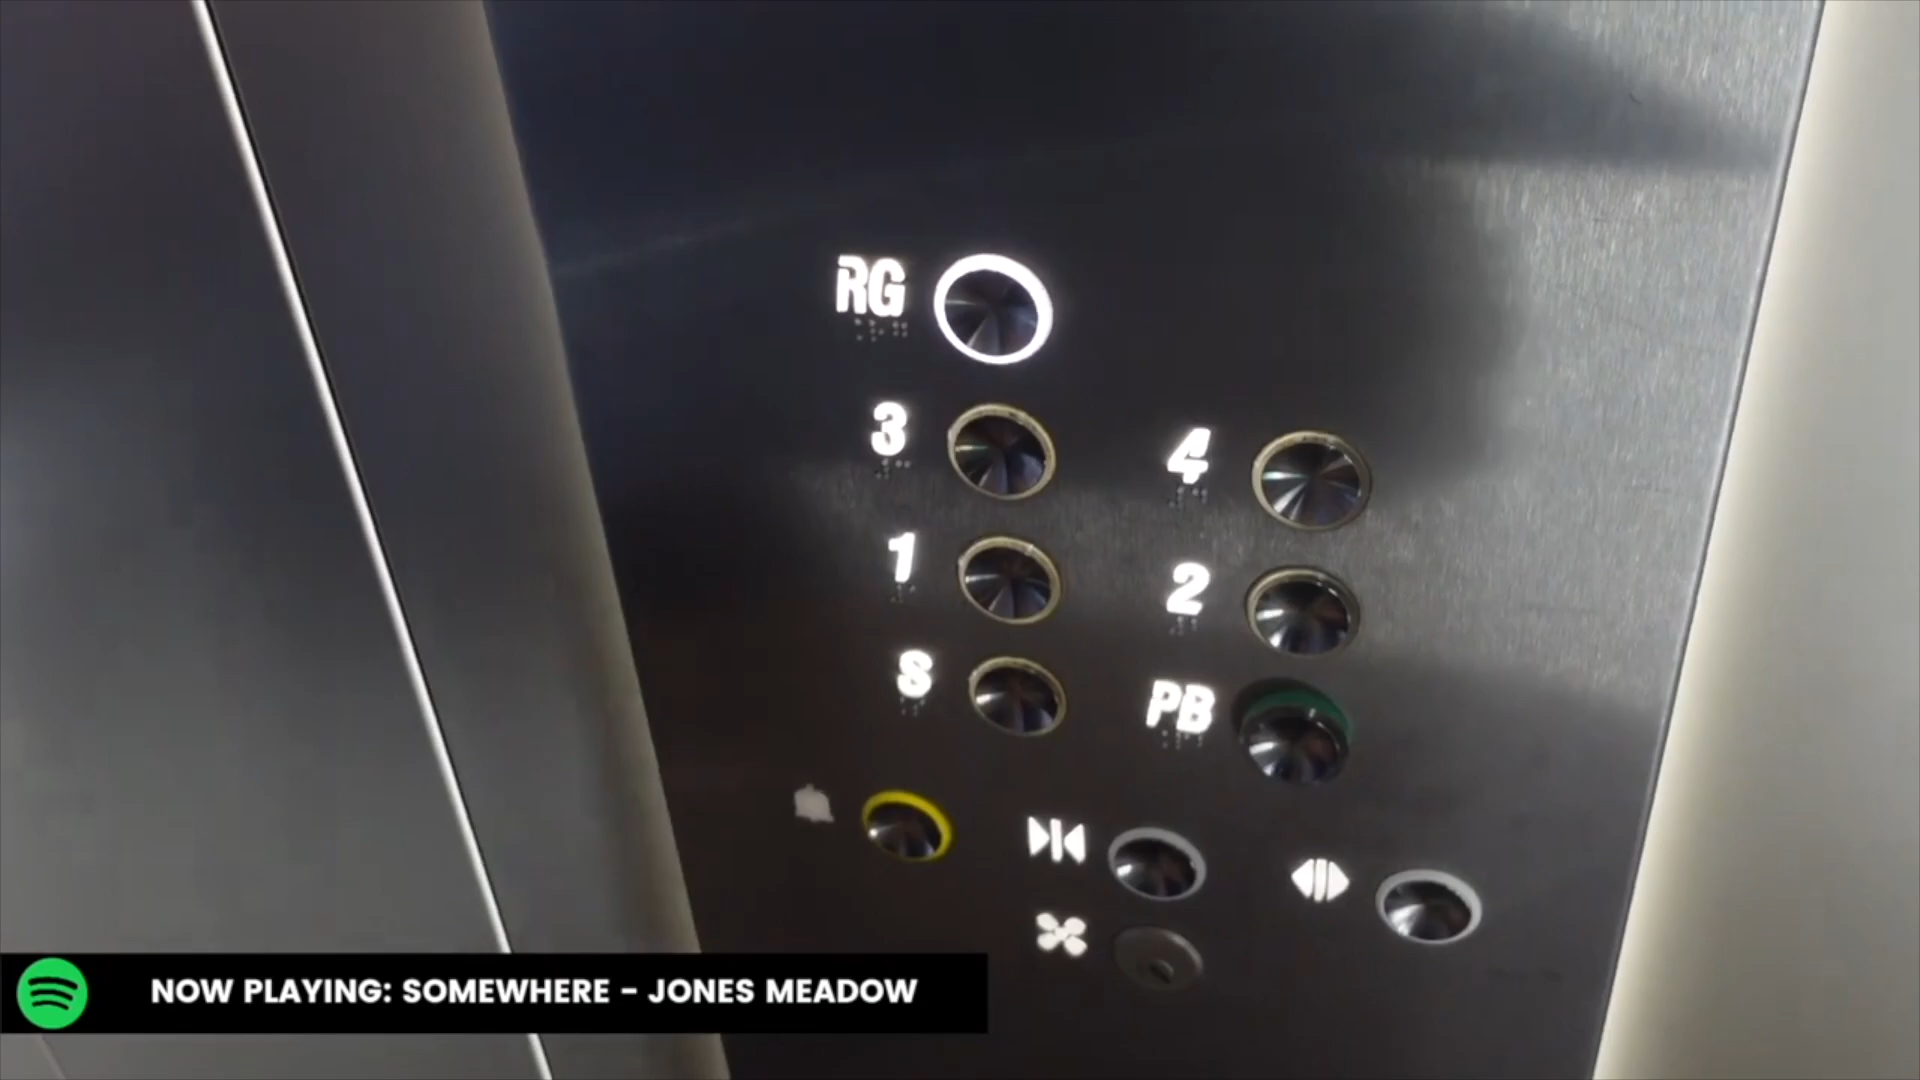 RG
3 4
1 2
S PB
NOW PLAYING: SOMEWHERE - JONES MEADOW